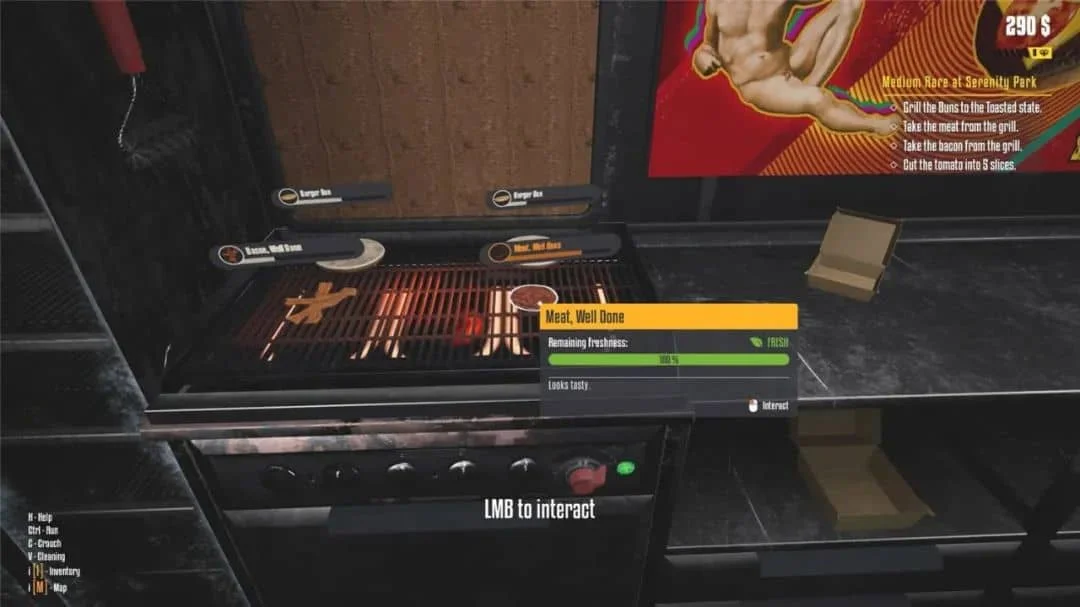 290 $
Medium Rare at Serenity Park
Grill the Buns to the Toasted state.
Take the meat from the grill.
Take the bacon from the grill.
Cut the tomato into 5 slices.
Burger Bun
Burger Bun
Bacon, Well Done
Meat, Well Done
Meat, Well Done
Remaining freshness:
FRESH
100 %
Looks tasty.
Interact
LMB to interact
H - Help
Ctrl - Run
C - Crouch
V - Cleaning
[I] - Inventory
[M] - Map